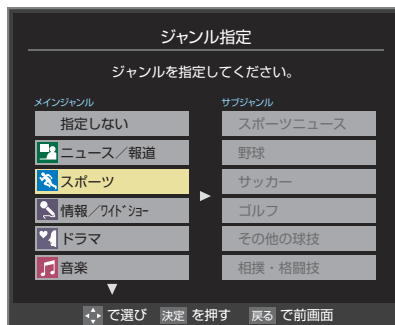 ジャンル指定
ジャンルを指定してください。
メインジャンル
指定しない
ニュース／報道
スポーツ
情報／ワイドショー
ドラマ
音楽
サブジャンル
スポーツニュース
野球
サッカー
ゴルフ
その他の球技
相撲・格闘技
で選び 決定 を押す 戻る で前画面